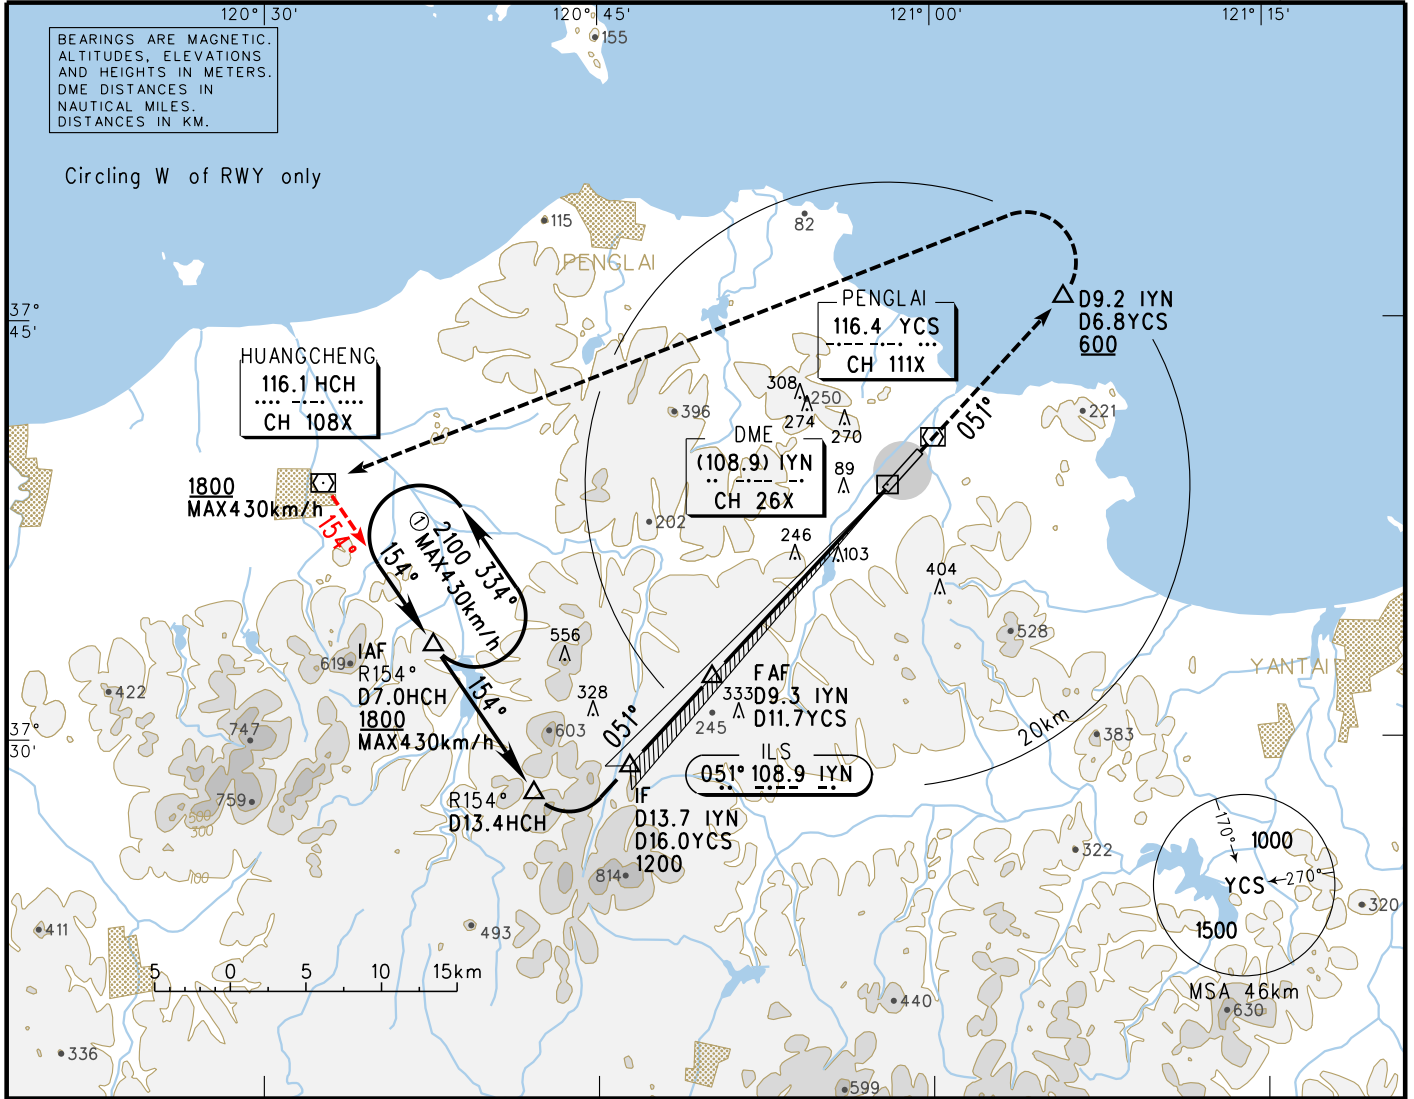 120° 30'
120° 45'
121° 00'
121° 15'
BEARINGS ARE MAGNETIC.
ALTITUDES, ELEVATIONS
AND HEIGHTS IN METERS.
DME DISTANCES IN
NAUTICAL MILES.
DISTANCES IN KM.
155
Circling W of RWY only
115
82
PENGLAI
37°
45'
D9.2 IYN
D6.8YCS
600
PENGLAI
116.4 YCS
CH 111X
HUANGCHENG
116.1 HCH
CH 108X
308
250
274
270
396
221
051°
DME
(108.9) IYN
CH 26X
89
1800
MAX430km/h
154°
202
246
103
404
① 2100 334°
MAX430km/h
154°
556
528
619
IAF
R154°
D7.0HCH
1800
MAX430km/h
154°
422
747
759
500
300
100
328
603
051°
FAF
D9.3 IYN
D11.7YCS
333
245
YANTAI
37°
30'
20km
383
ILS
051° 108.9 IYN
R154°
D13.4HCH
IF
D13.7 IYN
D16.0YCS
1200
814
322
170°
1000
YCS
270°
1500
MSA 46km
320
411
493
5 0 5 10 15km
440
630
336
599